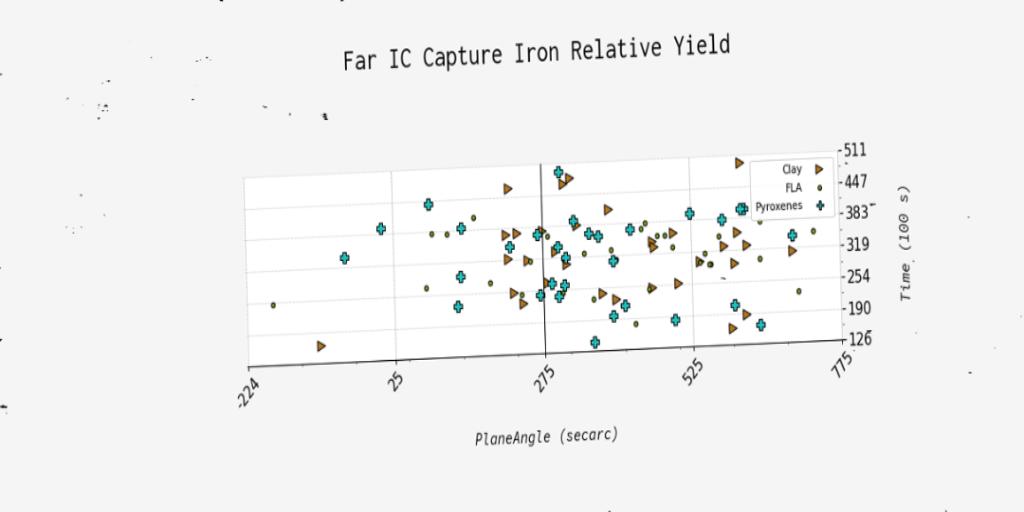 Far IC Capture Iron Relative Yield
Clay
FLA
Pyroxenes
511
447
383
319
254
190
126
Time (100 s)
-224
25
275
525
775
PlaneAngle (secarc)